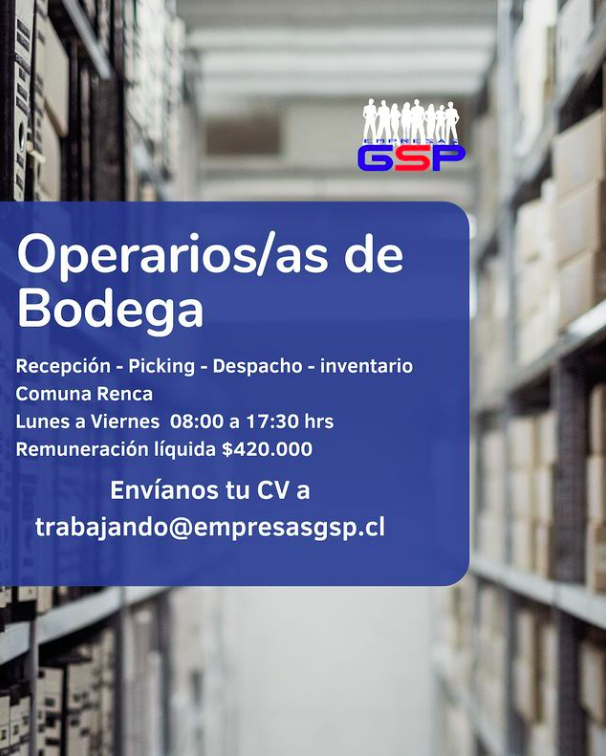 EMPRESAS
GSP
Operarios/as de
Bodega
Recepción - Picking - Despacho - inventario
Comuna Renca
Lunes a Viernes 08:00 a 17:30 hrs
Remuneración líquida $420.000
Envíanos tu CV a
trabajando@empresasgsp.cl